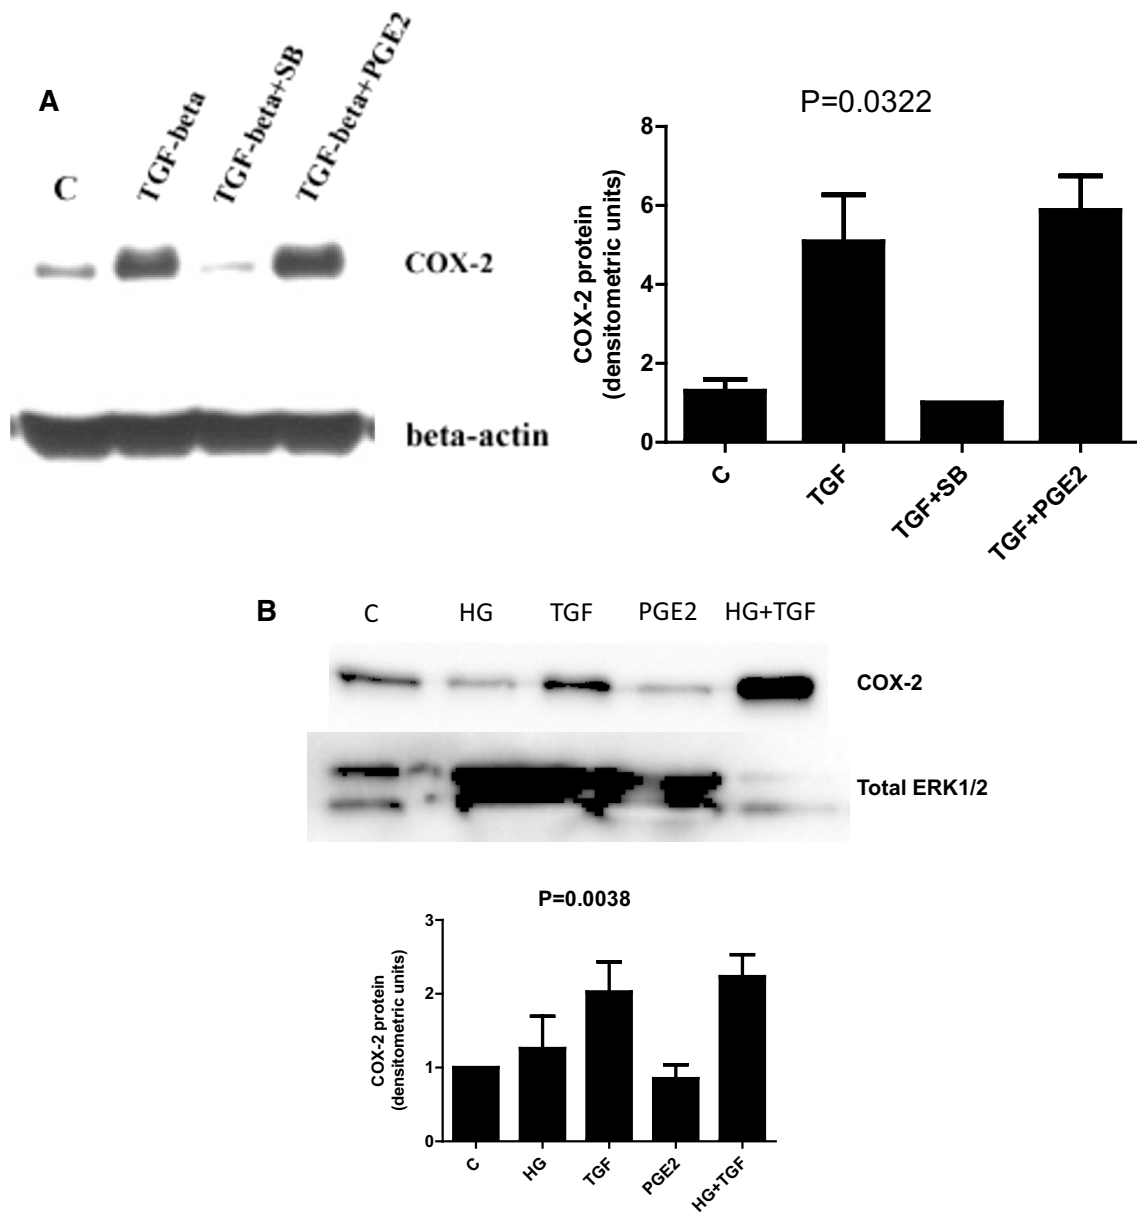 A
C
TGF-beta
TGF-beta+SB
TGF-beta+PGE2
COX-2
beta-actin
P=0.0322
COX-2 protein
(densitometric units)
8
6
4
2
0
C
TGF
TGF+SB
TGF+PGE2
B
C HG TGF PGE2 HG+TGF
COX-2
Total ERK1/2
P=0.0038
COX-2 protein
(densitometric units)
3
2
1
0
C
HG
TGF
PGE2
HG+TGF